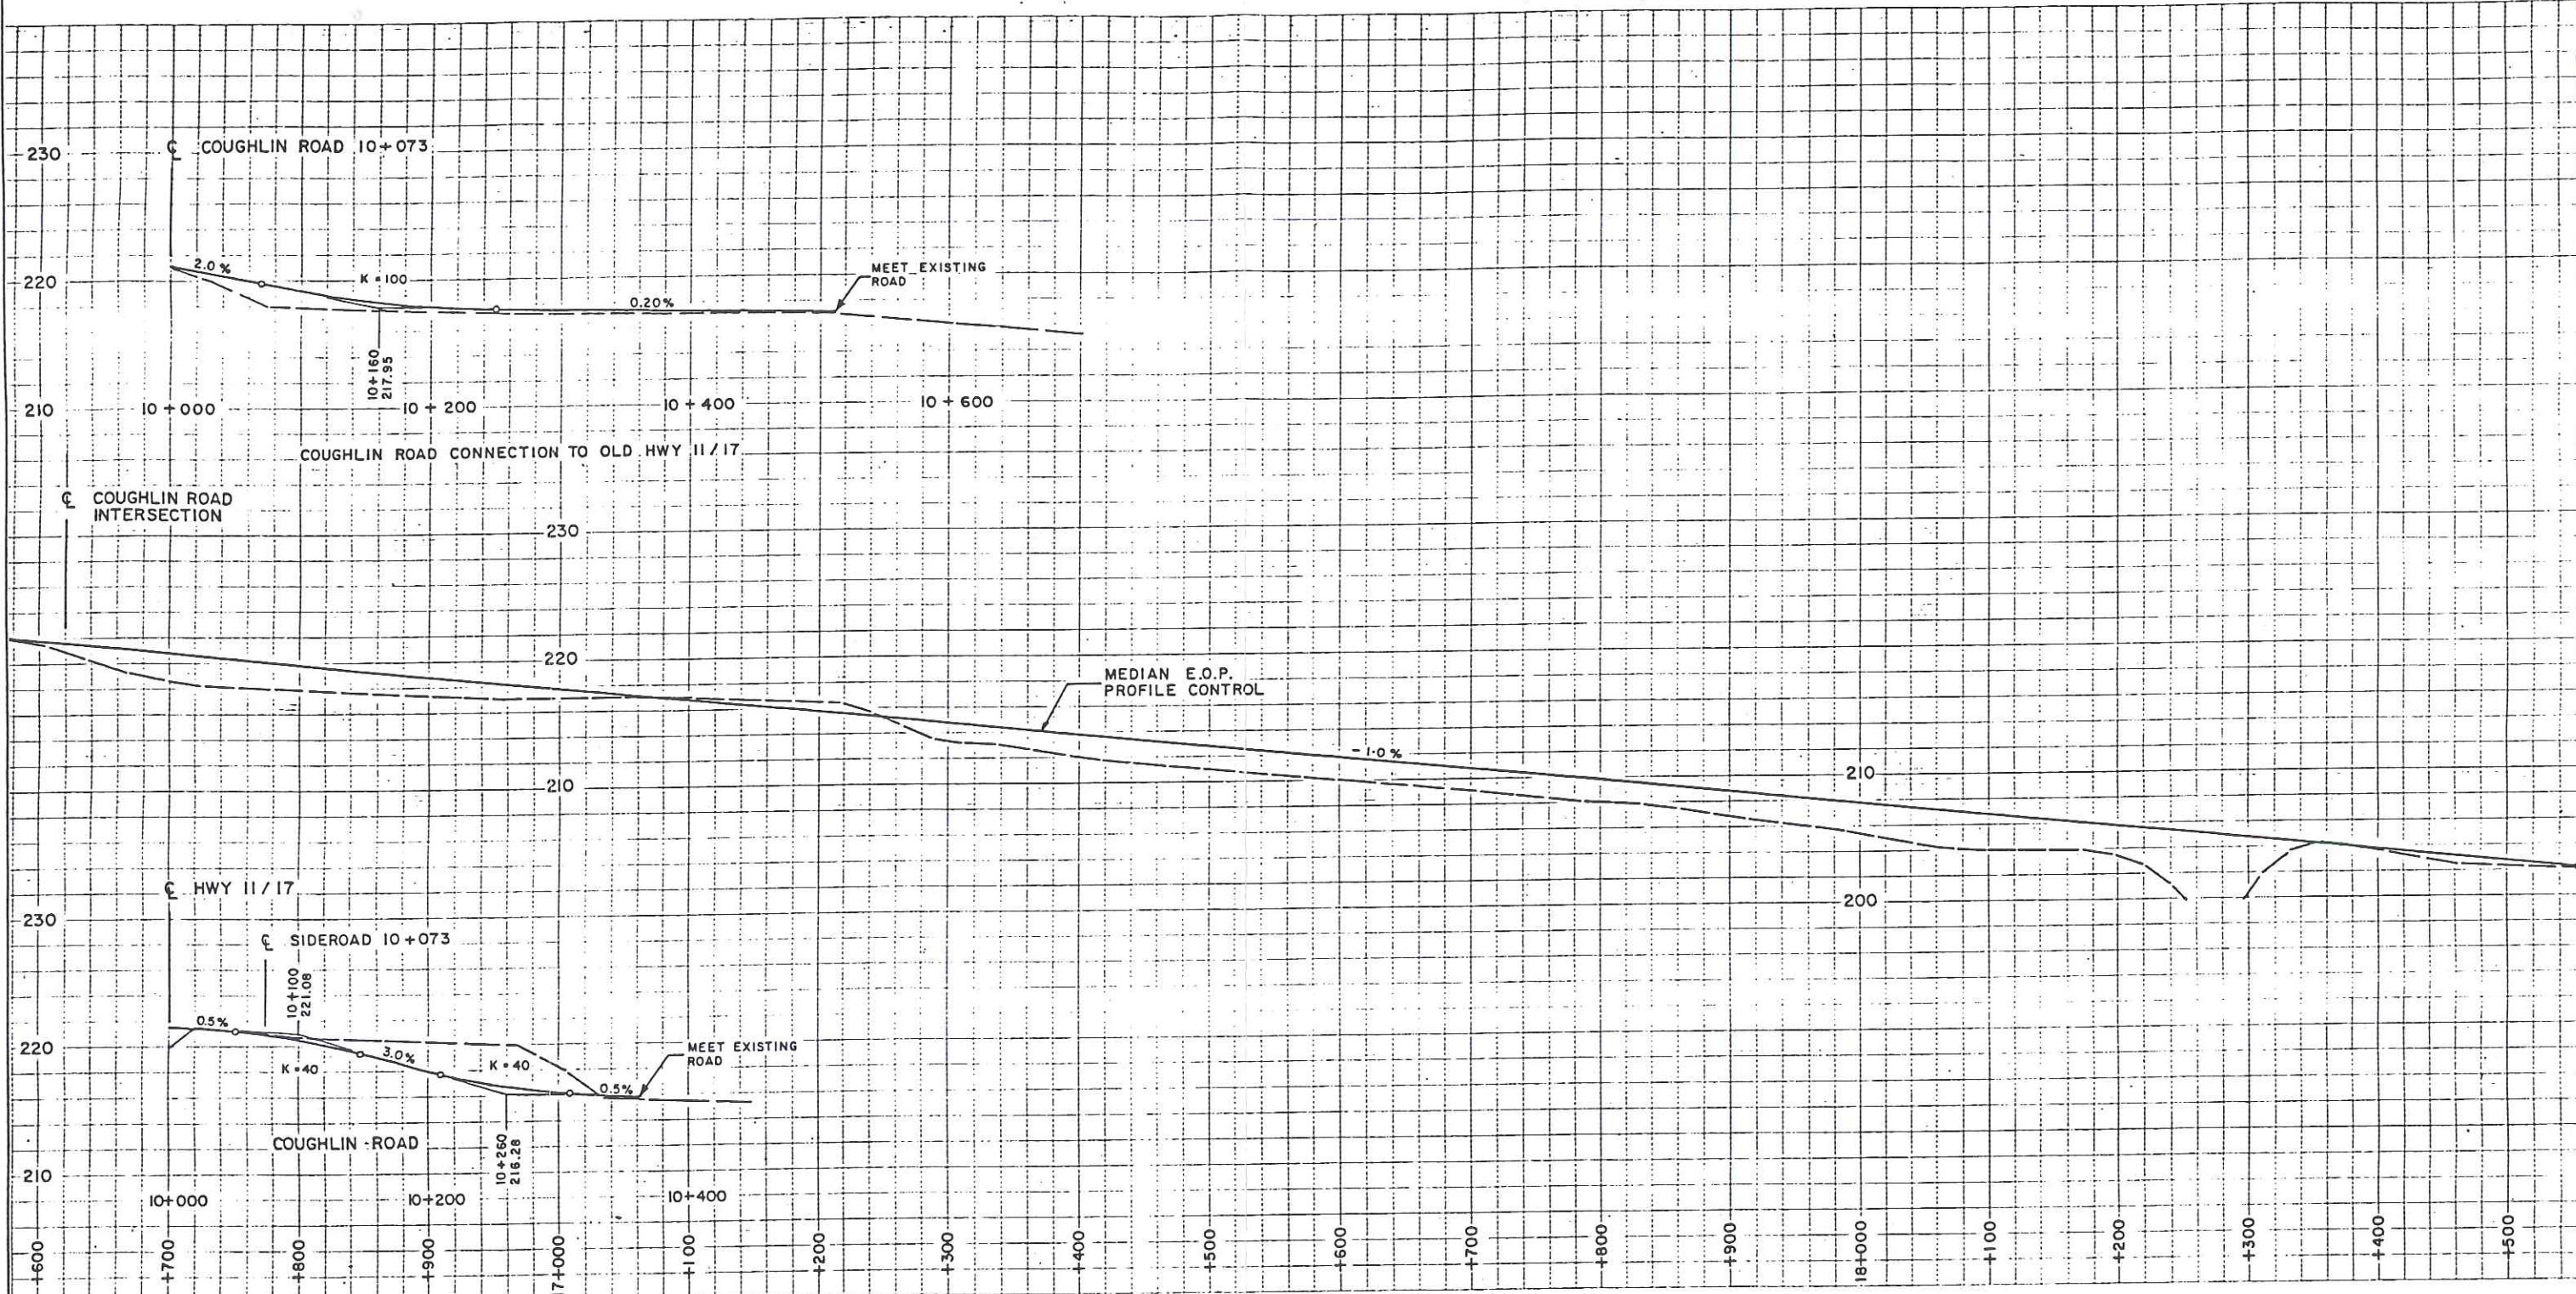 230
℄ COUGHLIN ROAD 10+073
220
2.0 %
K = 100
0.20%
MEET EXISTING
ROAD
10+160
217.95
210
10 + 000
10 + 200
10 + 400
10 + 600
COUGHLIN ROAD CONNECTION TO OLD HWY 11/17
℄ COUGHLIN ROAD
INTERSECTION
230
220
MEDIAN E.O.P.
PROFILE CONTROL
-1.0 %
210
210
200
℄ HWY 11/17
230
℄ SIDEROAD 10+073
10+100
221.08
0.5%
220
K = 40
3.0%
K = 40
0.5%
MEET EXISTING
ROAD
COUGHLIN ROAD
10+260
216.28
210
10+000
10+200
10+400
+600
+700
+800
+900
7+000
+100
+200
+300
+400
+500
+600
+700
+800
+900
18+000
+100
+200
+300
+400
+500